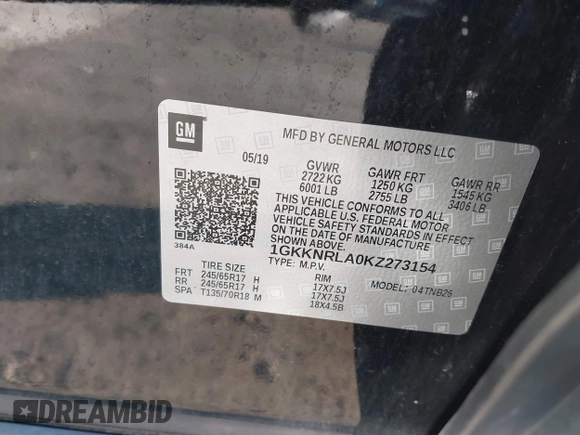 GM
MFD BY GENERAL MOTORS LLC
05/19
GVWR GAWR FRT GAWR RR
2722 KG 1250 KG 1545 KG
6001 LB 2755 LB 3406 LB
THIS VEHICLE CONFORMS TO ALL
APPLICABLE U.S. FEDERAL MOTOR
VEHICLE SAFETY STANDARDS IN
EFFECT ON THE DATE OF
MANUFACTURE SHOWN ABOVE.
384A
1GKKNRLA0KZ273154
TYPE: M.P.V. MODEL: 04TNB26
TIRE SIZE RIM
FRT 245/65R17 H 17X7.5J
RR 245/65R17 H 17X7.5J
SPA T135/70R18 M 18X4.5B
DREAMBID